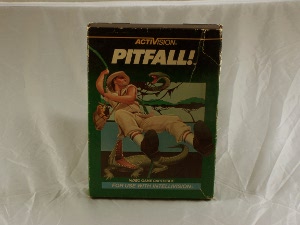 ACTIVISION
PITFALL!
VIDEO GAME CARTRIDGE
FOR USE WITH INTELLIVISION